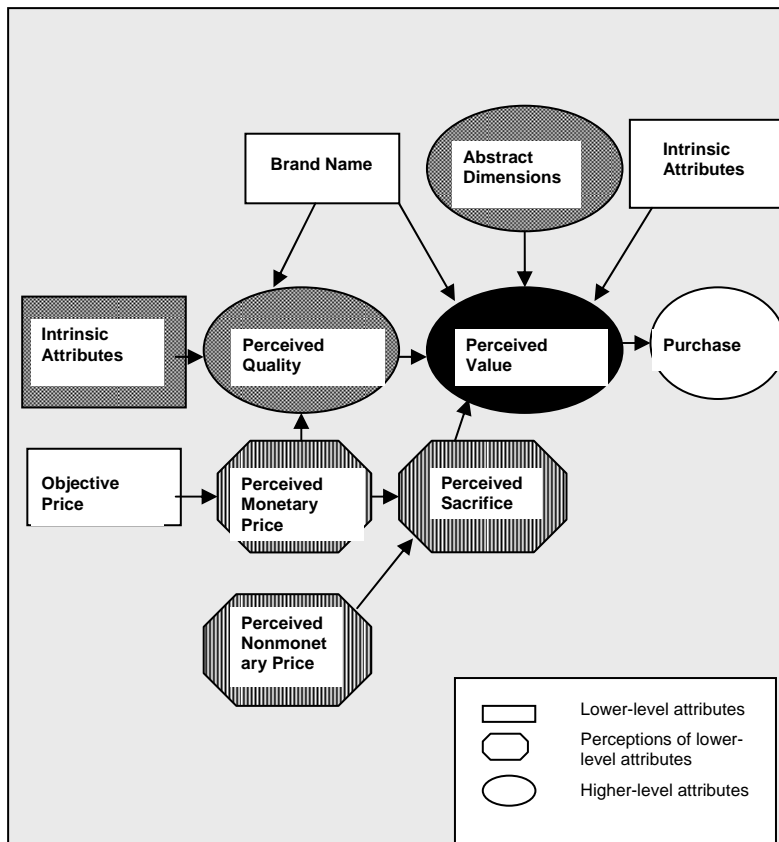 Brand Name
Abstract
Dimensions
Intrinsic
Attributes
Intrinsic
Attributes
Perceived
Quality
Perceived
Value
Purchase
Objective
Price
Perceived
Monetary
Price
Perceived
Sacrifice
Perceived
Nonmonet
ary Price
Lower-level attributes
Perceptions of lower-
level attributes
Higher-level attributes